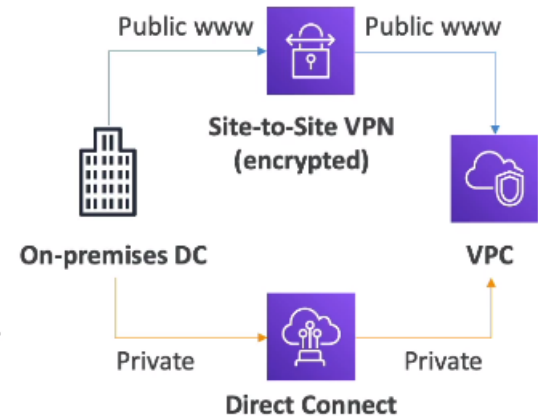 Public www
Public www
Site-to-Site VPN
(encrypted)
On-premises DC
VPC
Private
Private
Direct Connect